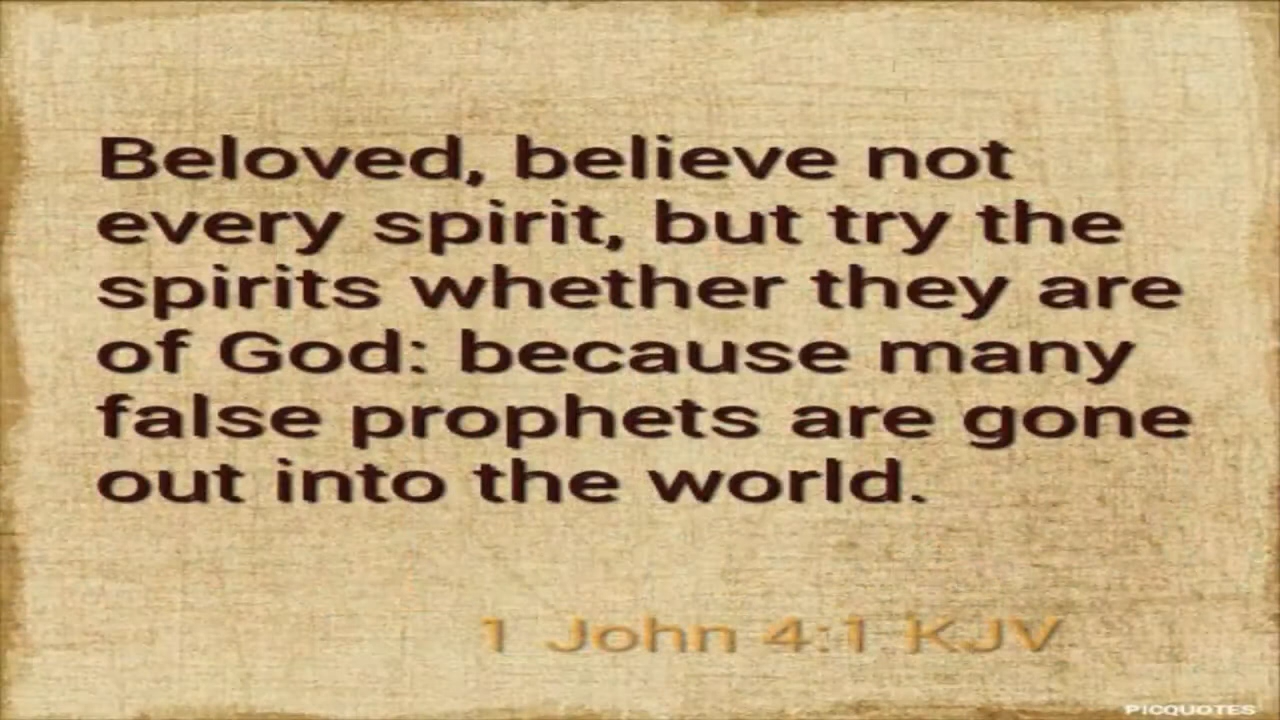 Beloved, believe not
every spirit, but try the
spirits whether they are
of God: because many
false prophets are gone
out into the world.
1 John 4:1 KJV
PICQUOTES